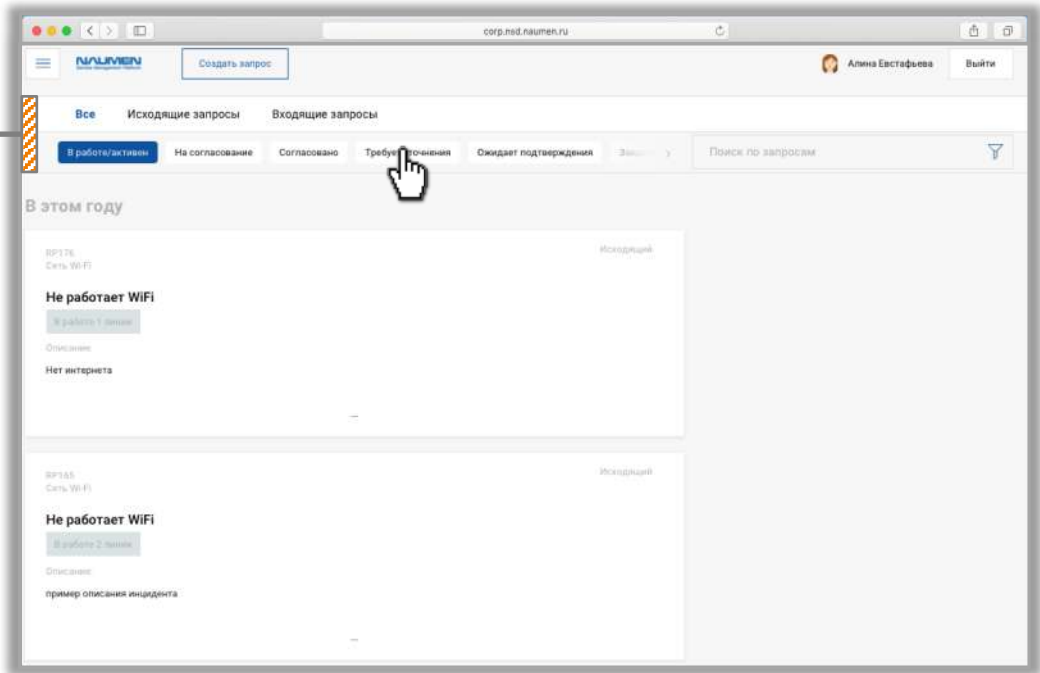 corp.nsd.naumen.ru
NAUMEN
Создать запрос
Алина Евстафьева
Выйти
Все Исходящие запросы Входящие запросы
В работе/активен На согласование Согласовано Требует уточнения Ожидает подтверждения Поиск по запросам
В этом году
RP176 Исходящий
Сеть Wi-Fi
Не работает WiFi
В работе 1 линии
Описание
Нет интернета
...
RP165 Исходящий
Сеть Wi-Fi
Не работает WiFi
В работе 2 линии
Описание
пример описания инцидента
...